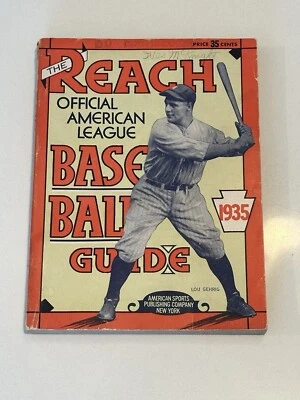 PRICE 35 CENTS
THE
REACH
OFFICIAL
AMERICAN
LEAGUE
BASE
BALL
1935
GUIDE
LOU GEHRIG
AMERICAN SPORTS
PUBLISHING COMPANY
NEW YORK